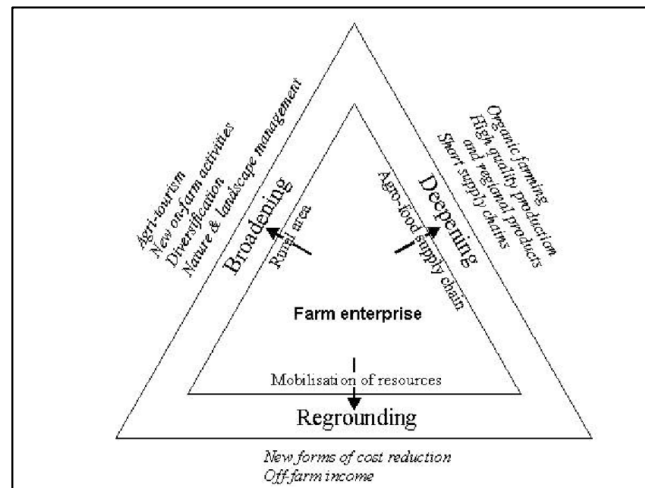 Agri-tourism
New on-farm activities
Diversification
Nature & landscape management
Broadening
Rural area
Organic farming
High quality production
and regional products
Short supply chains
Deepening
Agro-food supply chain
Farm enterprise
Mobilisation of resources
Regrounding
New forms of cost reduction
Off-farm income